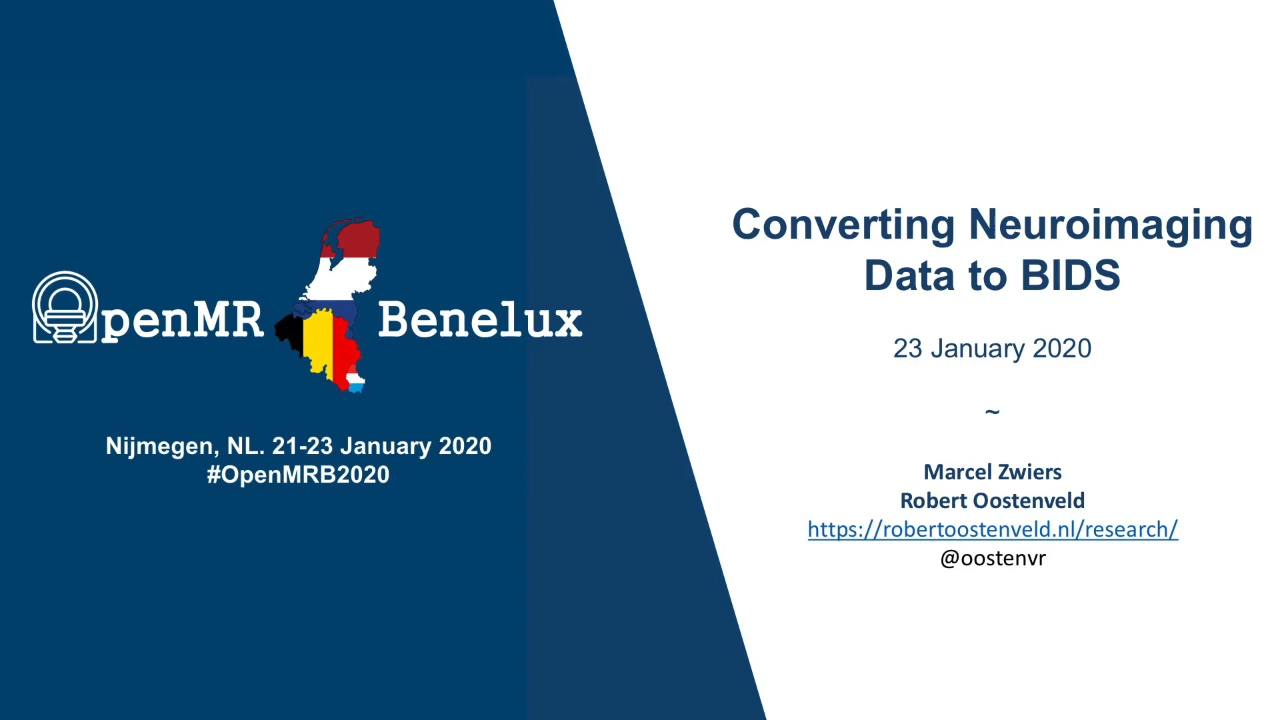 OpenMR Benelux
Nijmegen, NL. 21-23 January 2020
#OpenMRB2020
Converting Neuroimaging
Data to BIDS
23 January 2020
~
Marcel Zwiers
Robert Oostenveld
https://robertoostenveld.nl/research/
@oostenvr